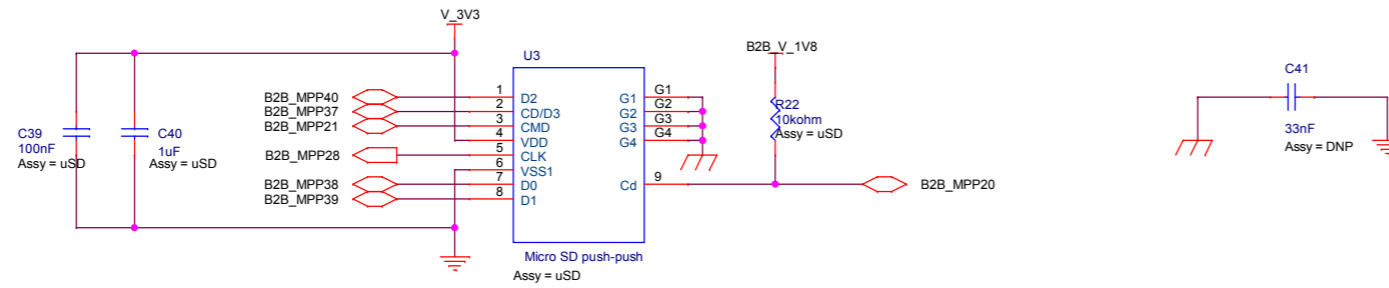 V_3V3
U3
B2B_V_1V8
C41
B2B_MPP40
1
D2
G1
G1
B2B_MPP37
2
CD/D3
G2
G2
R22
B2B_MPP21
3
CMD
G3
G3
10kohm
C39
C40
4
VDD
G4
G4
Assy = uSD
33nF
100nF
1uF
B2B_MPP28
5
CLK
Assy = DNP
Assy = uSD
Assy = uSD
6
VSS1
B2B_MPP38
7
D0
Cd
9
B2B_MPP20
B2B_MPP39
8
D1
Micro SD push-push
Assy = uSD